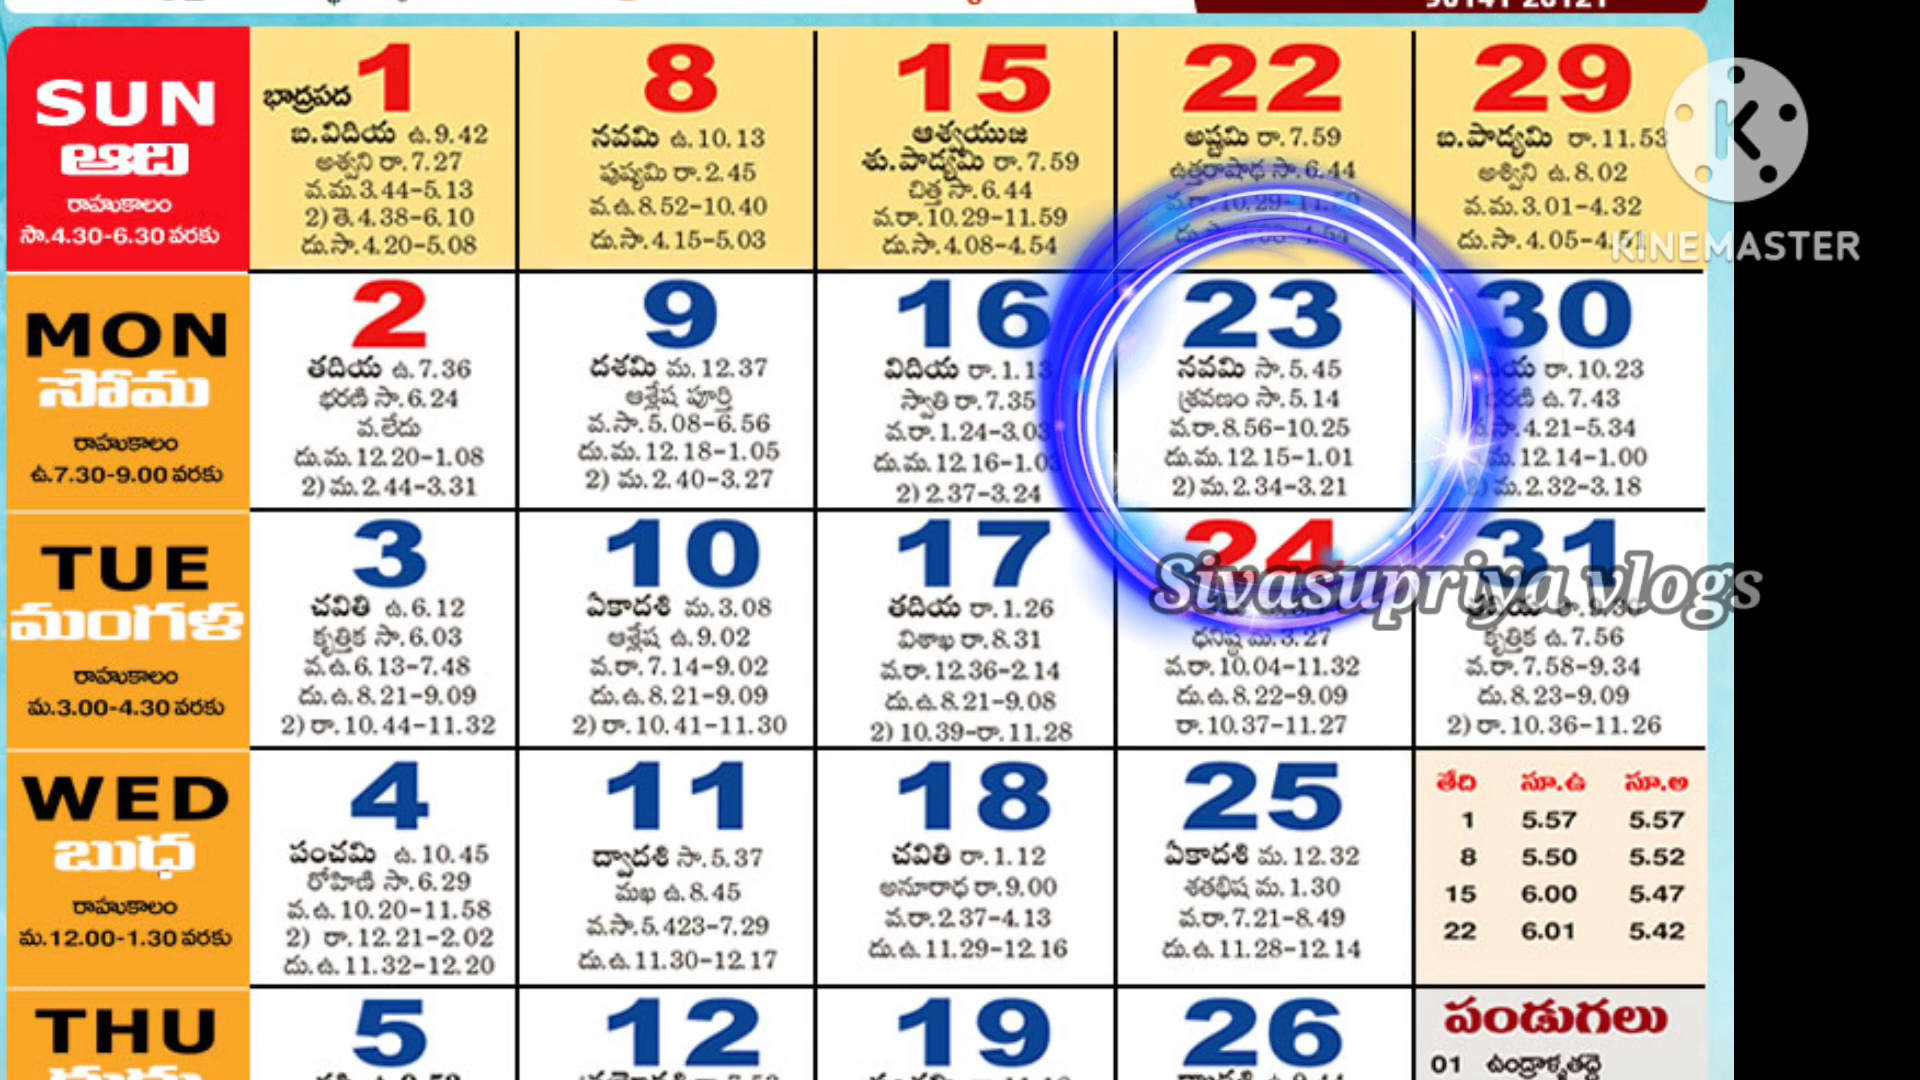 SUN
ఆది
రాహుకాలం
సా.4.30-6.30 వరకు
భాద్రపద 1
బ.విదియ ఉ.9.42
అశ్వని రా.7.27
వ.మ.3.44-5.13
2) తె.4.38-6.10
దు.సా.4.20-5.08
8
నవమి ఉ.10.13
పుష్యమి రా.2.45
వ.ఉ.8.52-10.40
దు.సా.4.15-5.03
15
ఆశ్వయుజ
శు.పాడ్యమి రా.7.59
చిత్త సా.6.44
వ.రా.10.29-11.59
దు.సా.4.08-4.54
22
అష్టమి రా.7.59
ఉత్తరాషాఢ సా.6.44
29
బ.పాడ్యమి రా.11.53
అశ్విని ఉ.8.02
వ.మ.3.01-4.32
దు.సా.4.05-4.51
KINEMASTER
MON
సోమ
రాహుకాలం
ఉ.7.30-9.00 వరకు
2
తదియ ఉ.7.36
భరణి సా.6.24
వ.లేదు
దు.మ.12.20-1.08
2) మ.2.44-3.31
9
దశమి మ.12.37
ఆశ్లేష పూర్తి
వ.సా.5.08-6.56
దు.మ.12.18-1.05
2) మ.2.40-3.27
16
విదియ రా.1.13
స్వాతి రా.7.35
వ.రా.1.24-3.03
దు.మ.12.16-1.03
2) 2.37-3.24
23
నవమి సా.5.45
శ్రవణం సా.5.14
వ.రా.8.56-10.25
దు.మ.12.15-1.01
2) మ.2.34-3.21
30
రా.10.23
ఉ.7.43
సా.4.21-5.34
మ.12.14-1.00
2) మ.2.32-3.18
TUE
మంగళ
రాహుకాలం
మ.3.00-4.30 వరకు
3
చవితి ఉ.6.12
కృత్తిక సా.6.03
వ.ఉ.6.13-7.48
దు.ఉ.8.21-9.09
2) రా.10.44-11.32
10
ఏకాదశి మ.3.08
ఆశ్లేష ఉ.9.02
వ.రా.7.14-9.02
దు.ఉ.8.21-9.09
2) రా.10.41-11.30
17
తదియ రా.1.26
విశాఖ రా.8.31
వ.రా.12.36-2.14
దు.ఉ.8.21-9.08
2) 10.39-రా.11.28
24
Sivasupriya vlogs
ధనిష్ఠ మ.3.27
వ.రా.10.04-11.32
దు.ఉ.8.22-9.09
రా.10.37-11.27
31
కృత్తిక ఉ.7.56
వ.రా.7.58-9.34
దు.8.23-9.09
2) రా.10.36-11.26
WED
బుధ
రాహుకాలం
మ.12.00-1.30 వరకు
4
పంచమి ఉ.10.45
రోహిణి సా.6.29
వ.ఉ.10.20-11.58
2) రా.12.21-2.02
దు.ఉ.11.32-12.20
11
ద్వాదశి సా.5.37
మఖ ఉ.8.45
వ.సా.5.423-7.29
దు.ఉ.11.30-12.17
18
చవితి రా.1.12
అనూరాధ రా.9.00
వ.రా.2.37-4.13
దు.ఉ.11.29-12.16
25
ఏకాదశి మ.12.32
శతభిష మ.1.30
వ.రా.7.21-8.49
దు.ఉ.11.28-12.14
తేది సూ.ఉ సూ.అ
1 5.57 5.57
8 5.50 5.52
15 6.00 5.47
22 6.01 5.42
THU
5
12
19
26
పండుగలు
01 ఉండ్రాళ్ళతద్దె